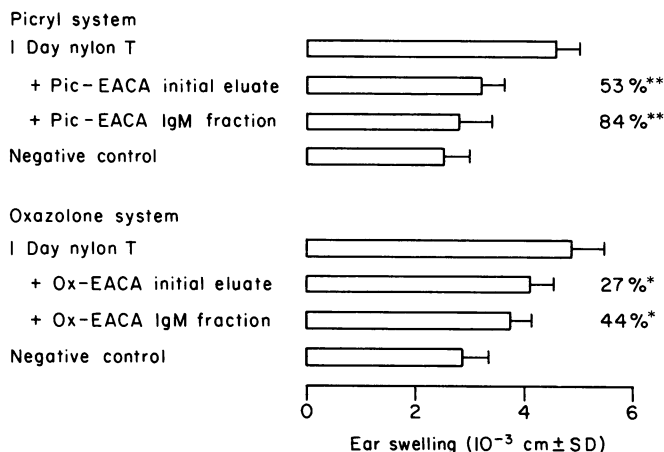 Picryl system
I Day nylon T
+ Pic-EACA initial eluate 53%**
+ Pic-EACA IgM fraction 84%**
Negative control
Oxazolone system
I Day nylon T
+ Ox-EACA initial eluate 27%*
+ Ox-EACA IgM fraction 44%*
Negative control
0 2 4 6
Ear swelling (10⁻³ cm ± SD)